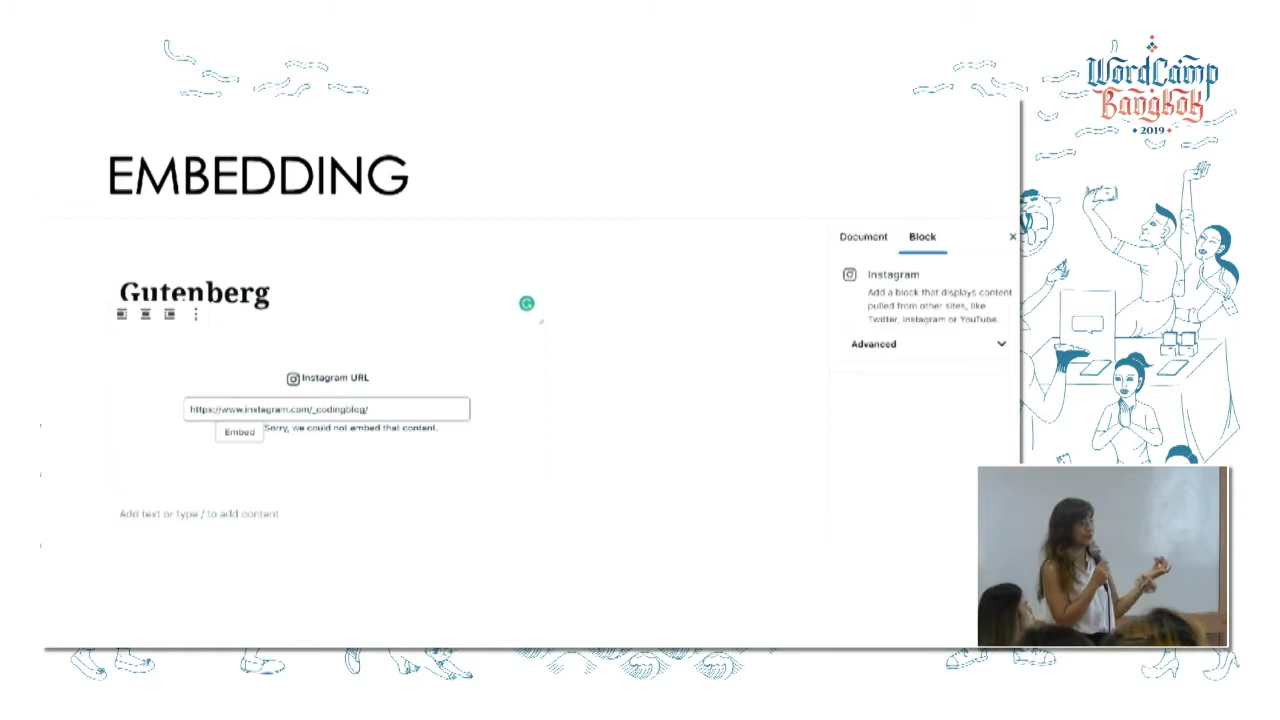 WordCamp
Bangkok
2019
EMBEDDING
Document
Block
Gutenberg
Instagram
Add a block that displays content
pulled from other sites, like
Twitter, Instagram or YouTube.
Advanced
Instagram URL
https://www.instagram.com/_codingblog/
Embed
Sorry, we could not embed that content.
Add text or type / to add content